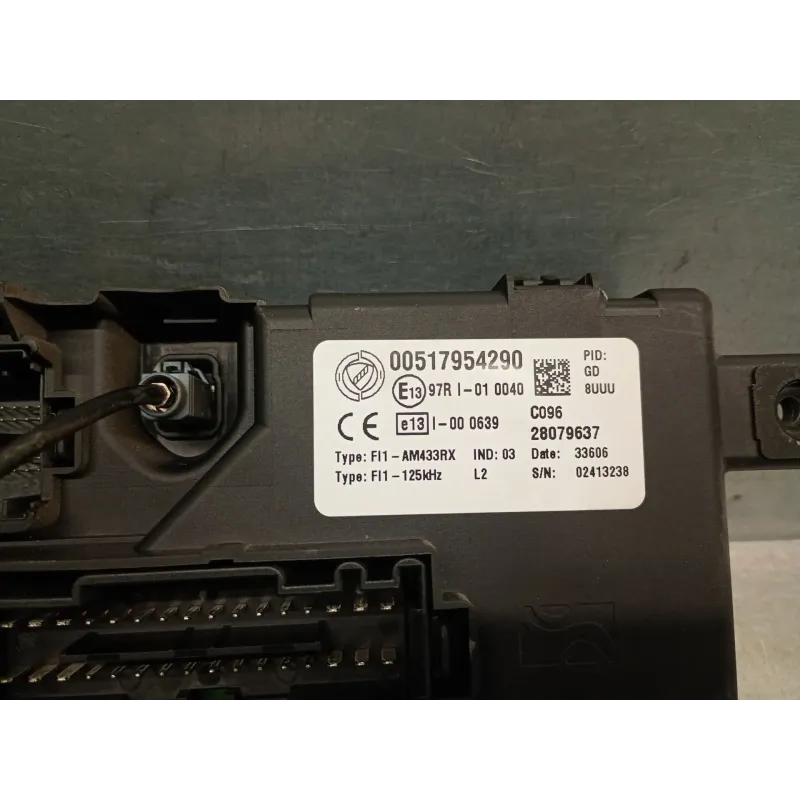 00517954290
PID:
GD
8UUU
E13 97R I-01 0040
C096
CE e13 I-00 0639
28079637
Type: FI1-AM433RX IND: 03 Date: 33606
Type: FI1-125kHz L2 S/N: 02413238